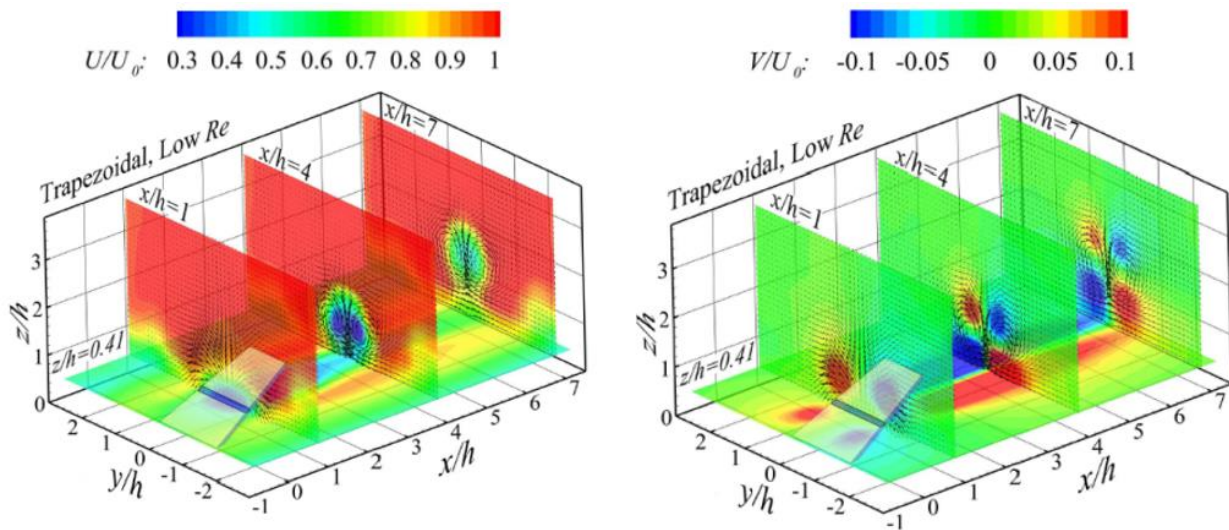 U/U₀: 0.3 0.4 0.5 0.6 0.7 0.8 0.9 1
Trapezoidal, Low Re
x/h=1
x/h=4
x/h=7
z/h=0.41
z/h
3
2
1
0
y/h
2
1
0
-1
-2
x/h
-1
0
1
2
3
4
5
6
7
V/U₀: -0.1 -0.05 0 0.05 0.1
Trapezoidal, Low Re
x/h=1
x/h=4
x/h=7
z/h=0.41
z/h
3
2
1
0
y/h
2
1
0
-1
-2
x/h
-1
0
1
2
3
4
5
6
7